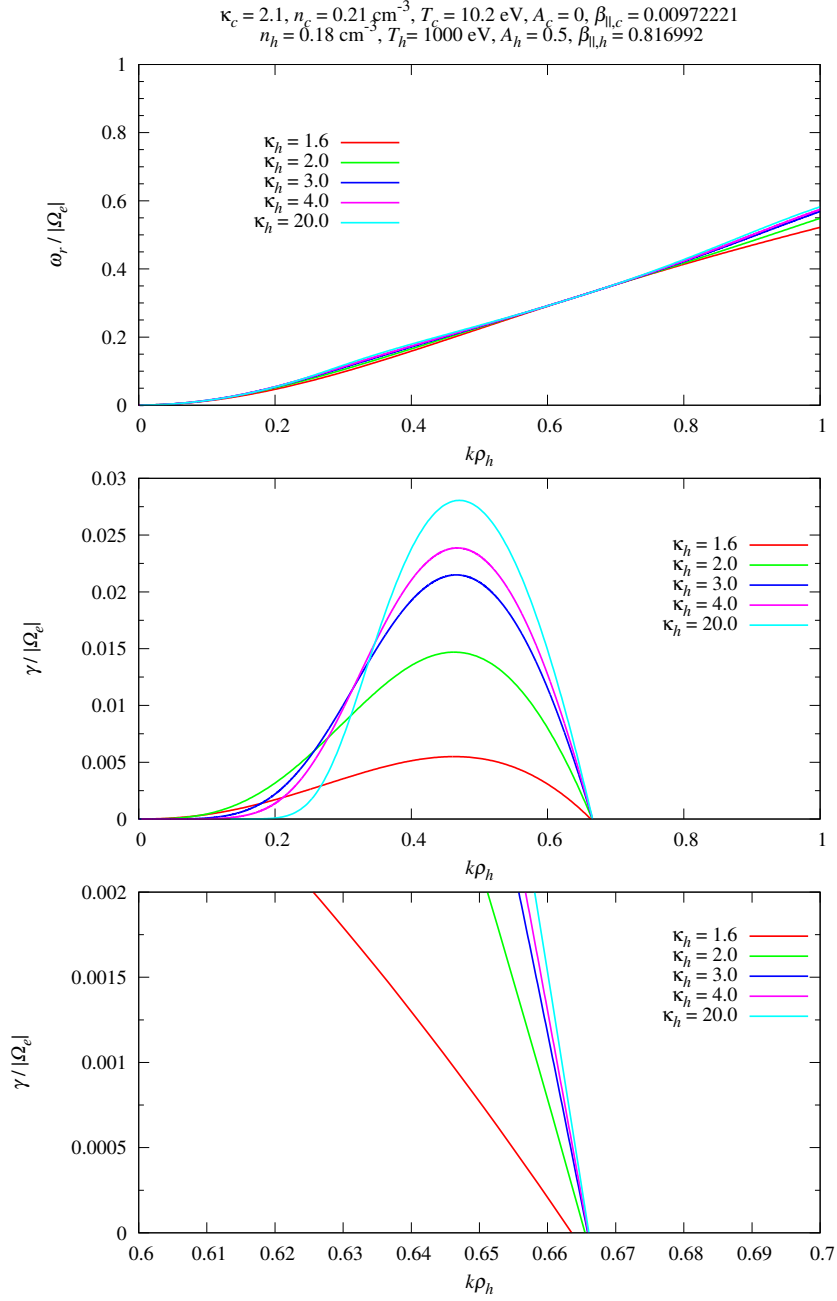 κc = 2.1, nc = 0.21 cm-3, Tc = 10.2 eV, Ac = 0, β||,c = 0.00972221
nh = 0.18 cm-3, Th = 1000 eV, Ah = 0.5, β||,h = 0.816992
1
0.8
0.6
0.4
0.2
0
ωr / |Ωe|
κh = 1.6
κh = 2.0
κh = 3.0
κh = 4.0
κh = 20.0
0 0.2 0.4 0.6 0.8 1
kρh
0.03
0.025
0.02
0.015
0.01
0.005
0
γ / |Ωe|
κh = 1.6
κh = 2.0
κh = 3.0
κh = 4.0
κh = 20.0
0 0.2 0.4 0.6 0.8 1
kρh
0.002
0.0015
0.001
0.0005
0
γ / |Ωe|
κh = 1.6
κh = 2.0
κh = 3.0
κh = 4.0
κh = 20.0
0.6 0.61 0.62 0.63 0.64 0.65 0.66 0.67 0.68 0.69 0.7
kρh